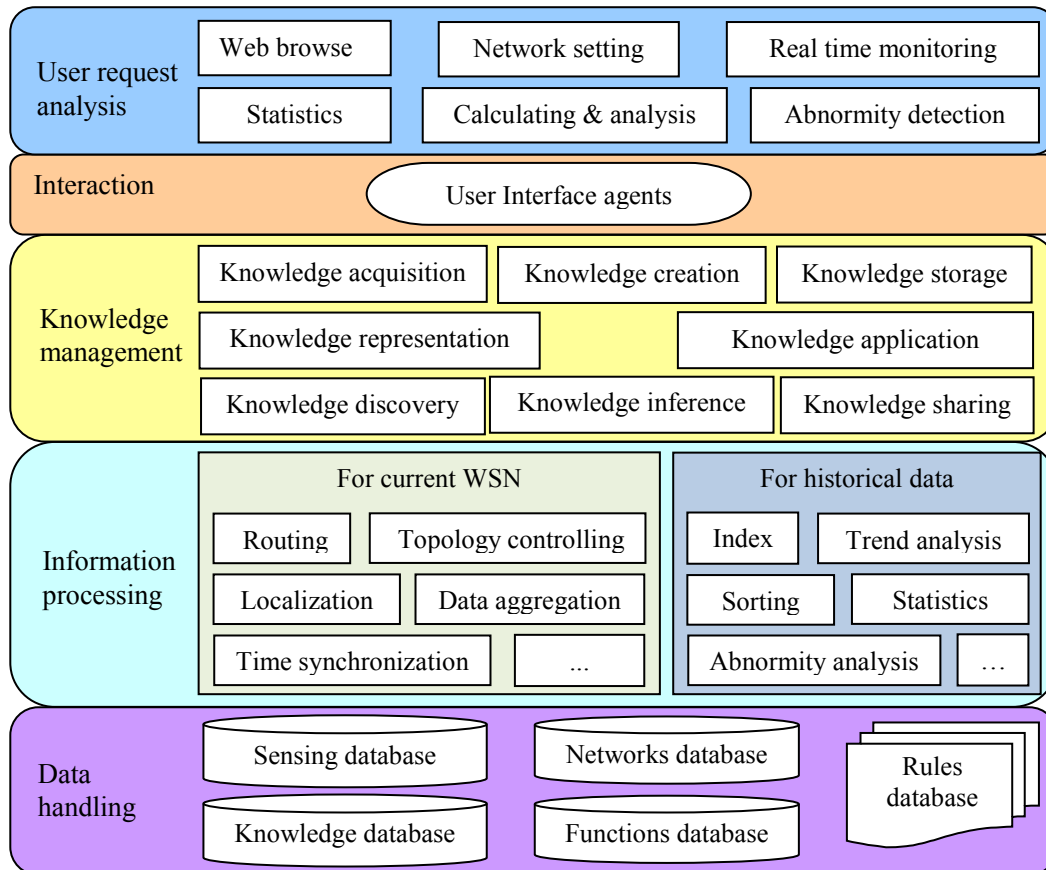 User request
analysis
Web browse
Network setting
Real time monitoring
Statistics
Calculating & analysis
Abnormity detection
Interaction
User Interface agents
Knowledge
management
Knowledge acquisition
Knowledge creation
Knowledge storage
Knowledge representation
Knowledge application
Knowledge discovery
Knowledge inference
Knowledge sharing
Information
processing
For current WSN
Routing
Topology controlling
Localization
Data aggregation
Time synchronization
...
For historical data
Index
Trend analysis
Sorting
Statistics
Abnormity analysis
…
Data
handling
Sensing database
Networks database
Knowledge database
Functions database
Rules
database